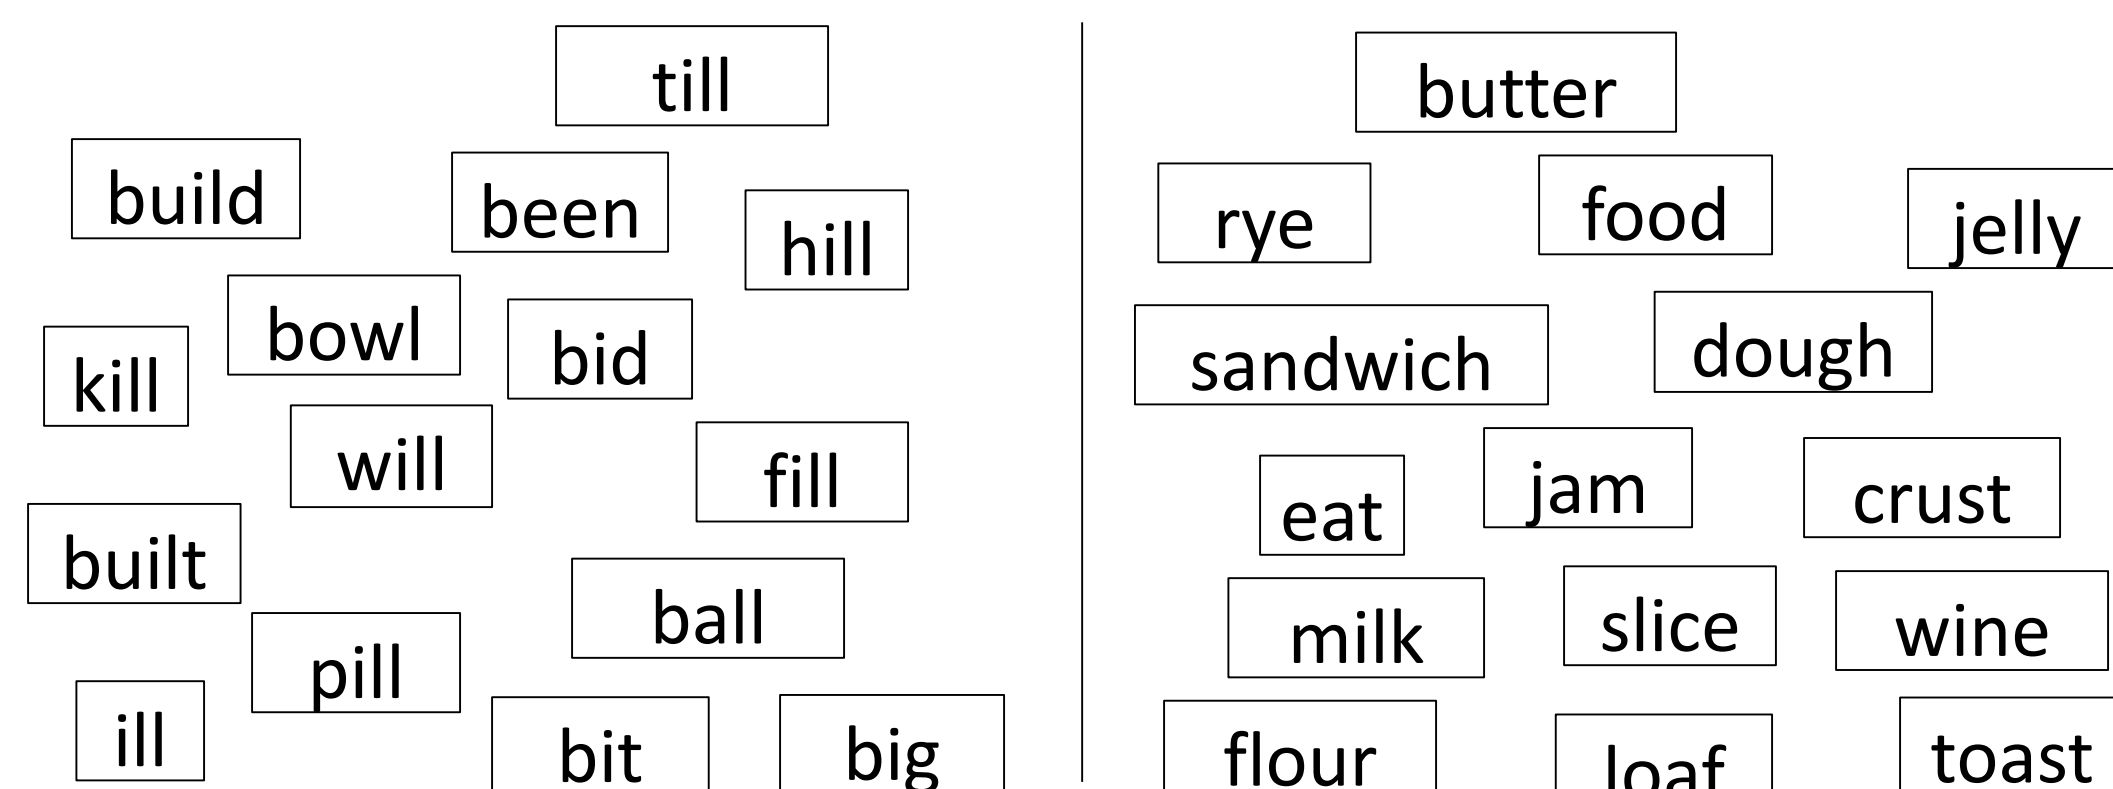 till
build
been
hill
bowl
bid
kill
will
fill
built
ball
pill
ill
bit
big
butter
rye
food
jelly
sandwich
dough
eat
jam
crust
milk
slice
wine
flour
loaf
toast